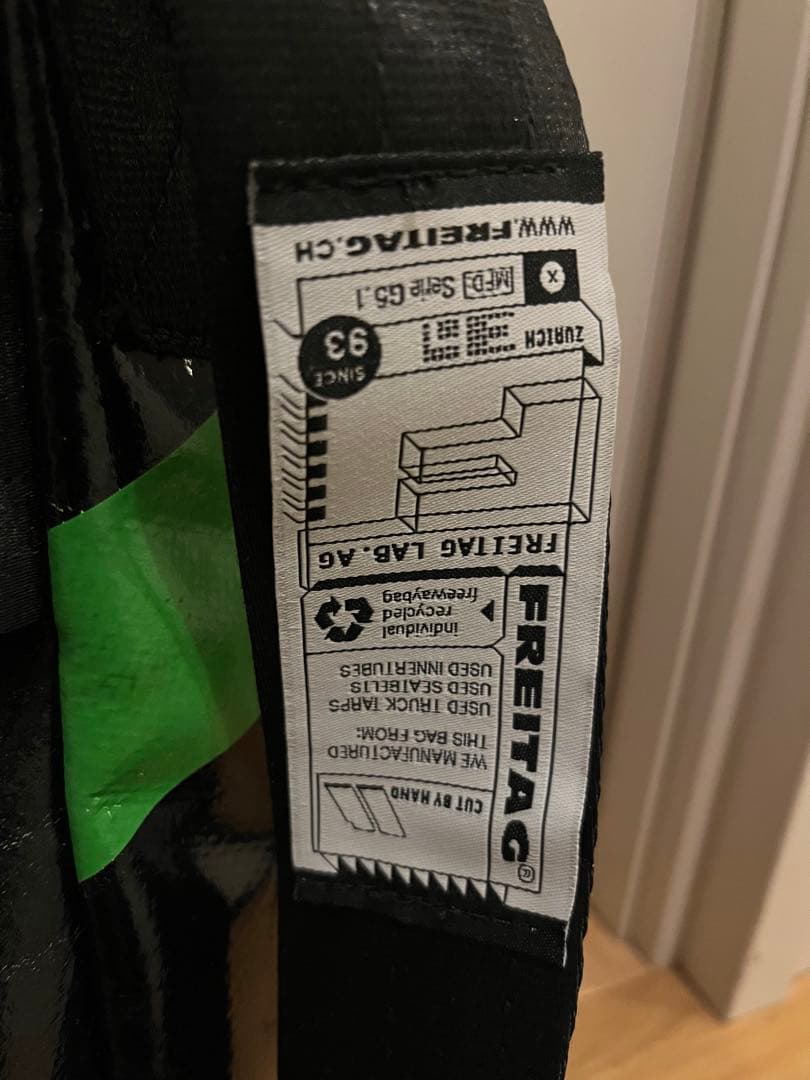 CUT BY HAND
WE MANUFACTURED
THIS BAG FROM:
USED TRUCK TARPS
USED SEATBELTS
USED INNERTUBES
FREITAG®
individual
recycled
freewaybag
FREITAG LAB. AG
SINCE
93
ZURICH
X
MFD: Serie G5.1
WWW.FREITAG.CH